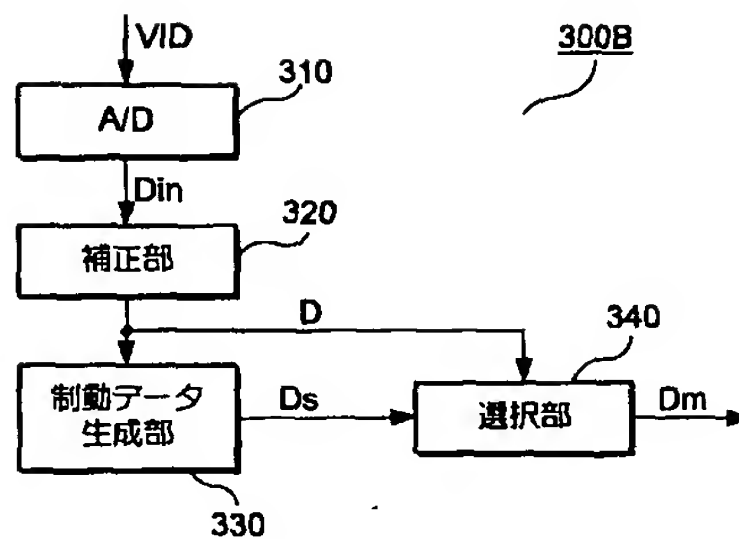 VID
300B
310
A/D
Din
320
補正部
D
340
制動データ
生成部
Ds
選択部
Dm
330